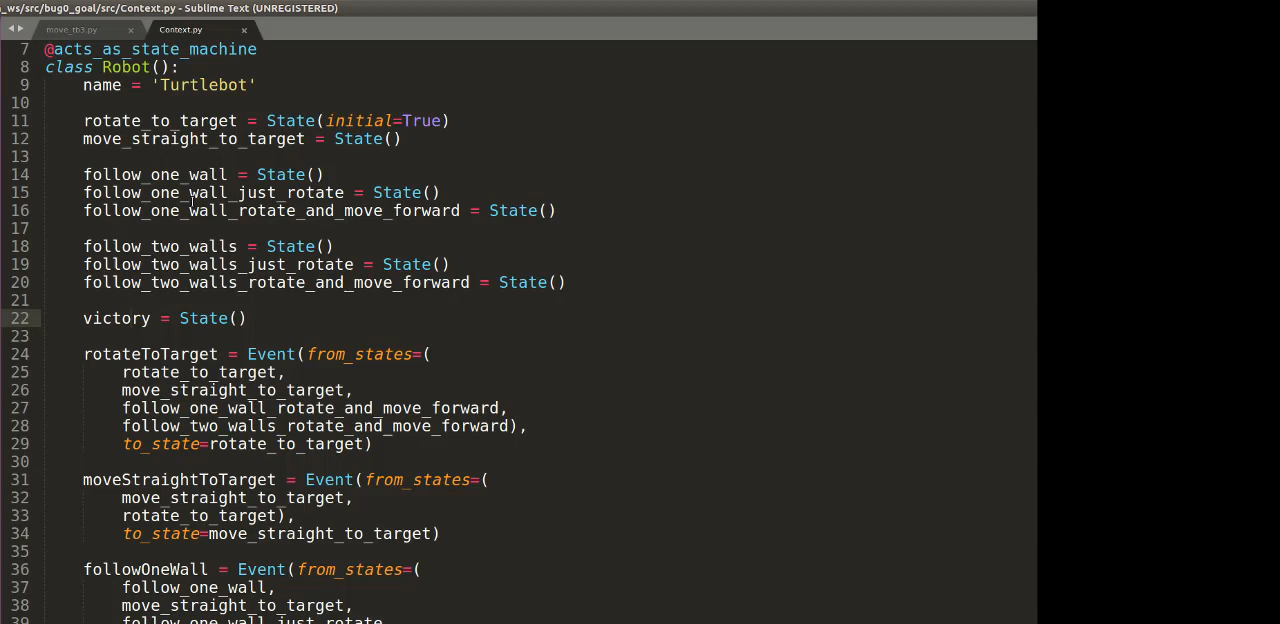 _ws/src/bug0_goal/src/Context.py - Sublime Text (UNREGISTERED)
move_tb3.py × Context.py ×
7 @acts_as_state_machine
8 class Robot():
9 name = 'Turtlebot'
10
11 rotate_to_target = State(initial=True)
12 move_straight_to_target = State()
13
14 follow_one_wall = State()
15 follow_one_wall_just_rotate = State()
16 follow_one_wall_rotate_and_move_forward = State()
17
18 follow_two_walls = State()
19 follow_two_walls_just_rotate = State()
20 follow_two_walls_rotate_and_move_forward = State()
21
22 victory = State()
23
24 rotateToTarget = Event(from_states=(
25 rotate_to_target,
26 move_straight_to_target,
27 follow_one_wall_rotate_and_move_forward,
28 follow_two_walls_rotate_and_move_forward),
29 to_state=rotate_to_target)
30
31 moveStraightToTarget = Event(from_states=(
32 move_straight_to_target,
33 rotate_to_target),
34 to_state=move_straight_to_target)
35
36 followOneWall = Event(from_states=(
37 follow_one_wall,
38 move_straight_to_target,
39 follow_one_wall_just_rotate